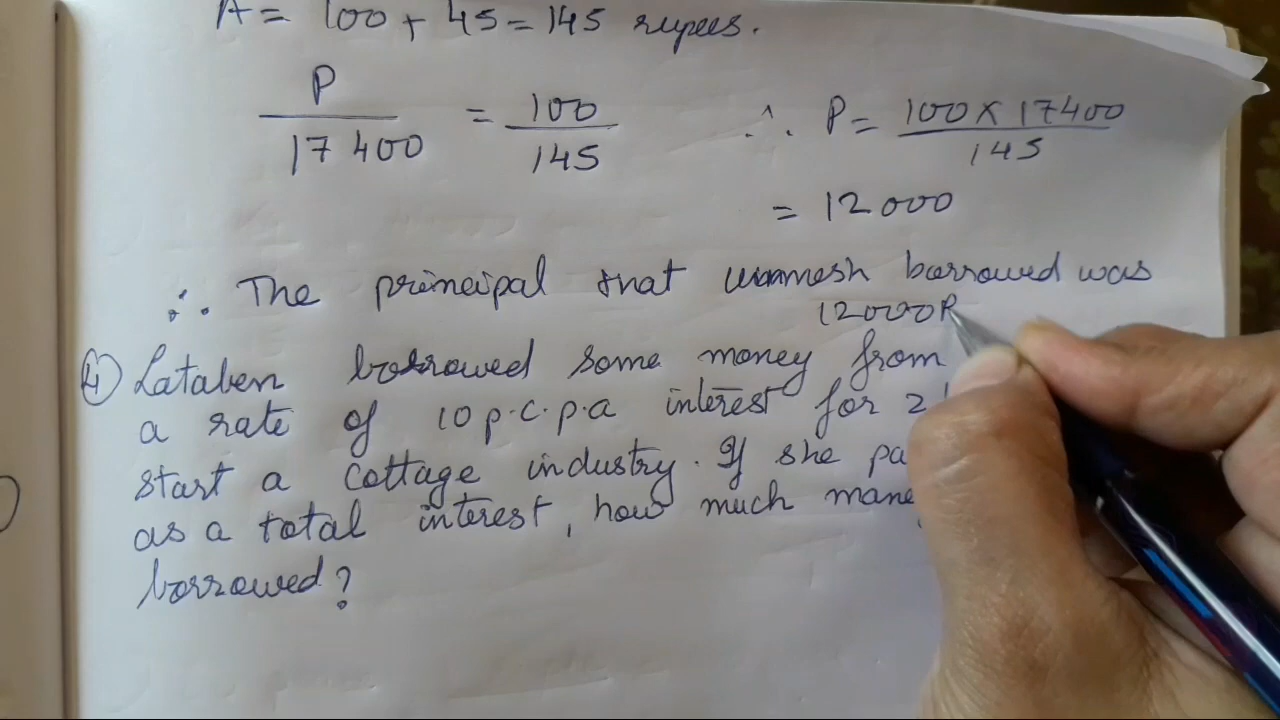 A = 100 + 45 = 145 rupees.
P / 17400 = 100 / 145 ∴ P = 100 x 17400 / 145
= 12000
∴ The principal that borrowed was
12000R
4 Lataben borrowed some money from
a rate of 10 p.c.p.a interest for 2
start a cottage industry. If she pa
as a total interest, how much mone
borrowed?